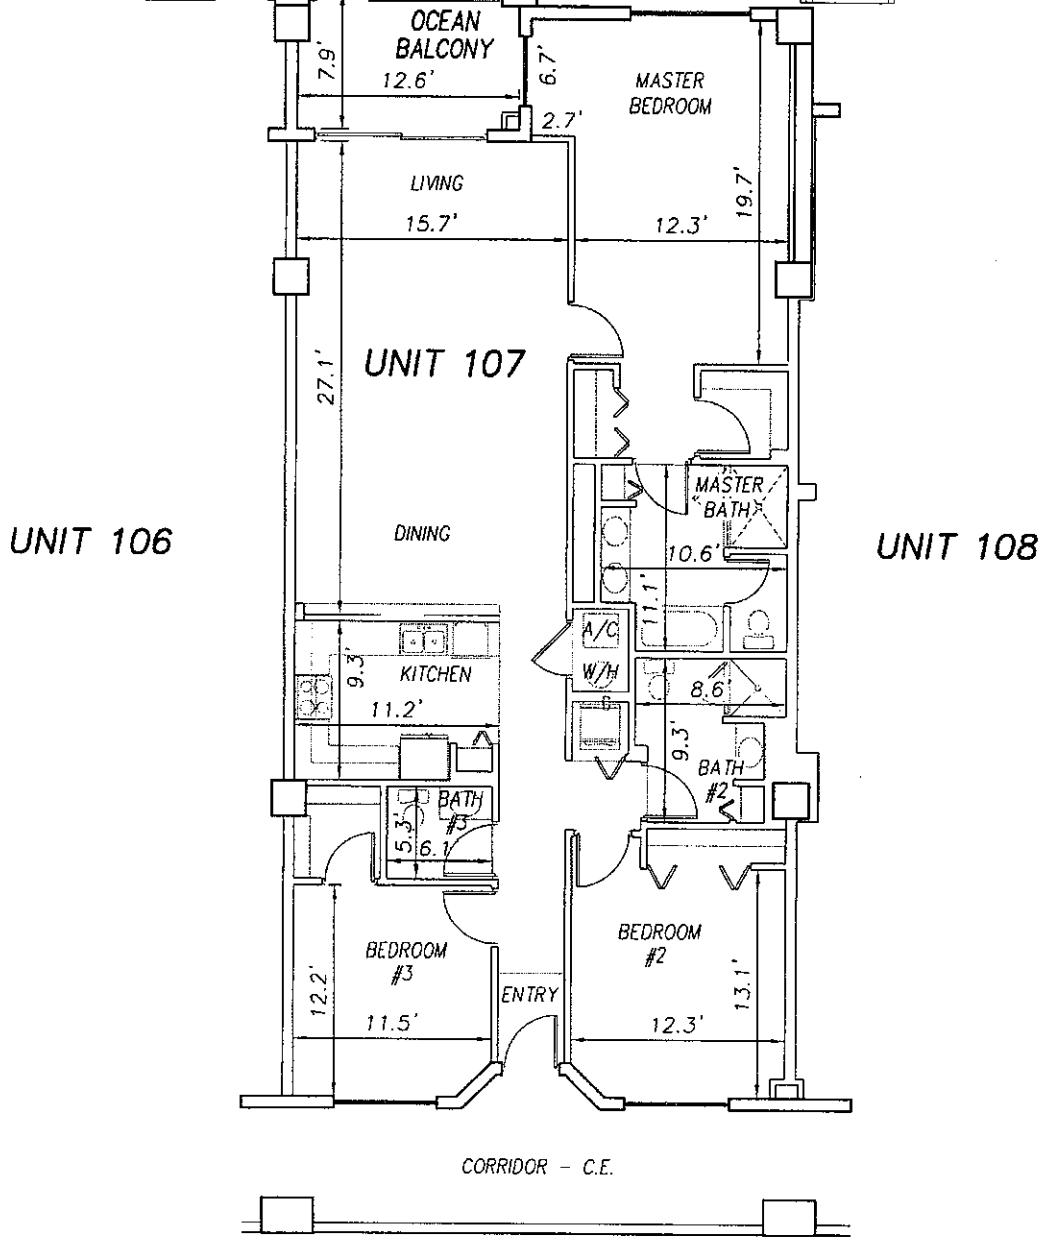 OCEAN
BALCONY
7.9'
12.6'
6.7'
2.7'
MASTER
BEDROOM
LIVING
15.7'
12.3'
19.7'
UNIT 107
27.1'
UNIT 106
DINING
MASTER
BATH
10.6'
11.1'
UNIT 108
A/C
W/H
KITCHEN
9.3'
11.2'
8.6'
9.3'
BATH
#2
BATH
#3
5.3'
6.1
BEDROOM
#3
12.2'
11.5'
BEDROOM
#2
13.1'
12.3'
ENTRY
CORRIDOR - C.E.